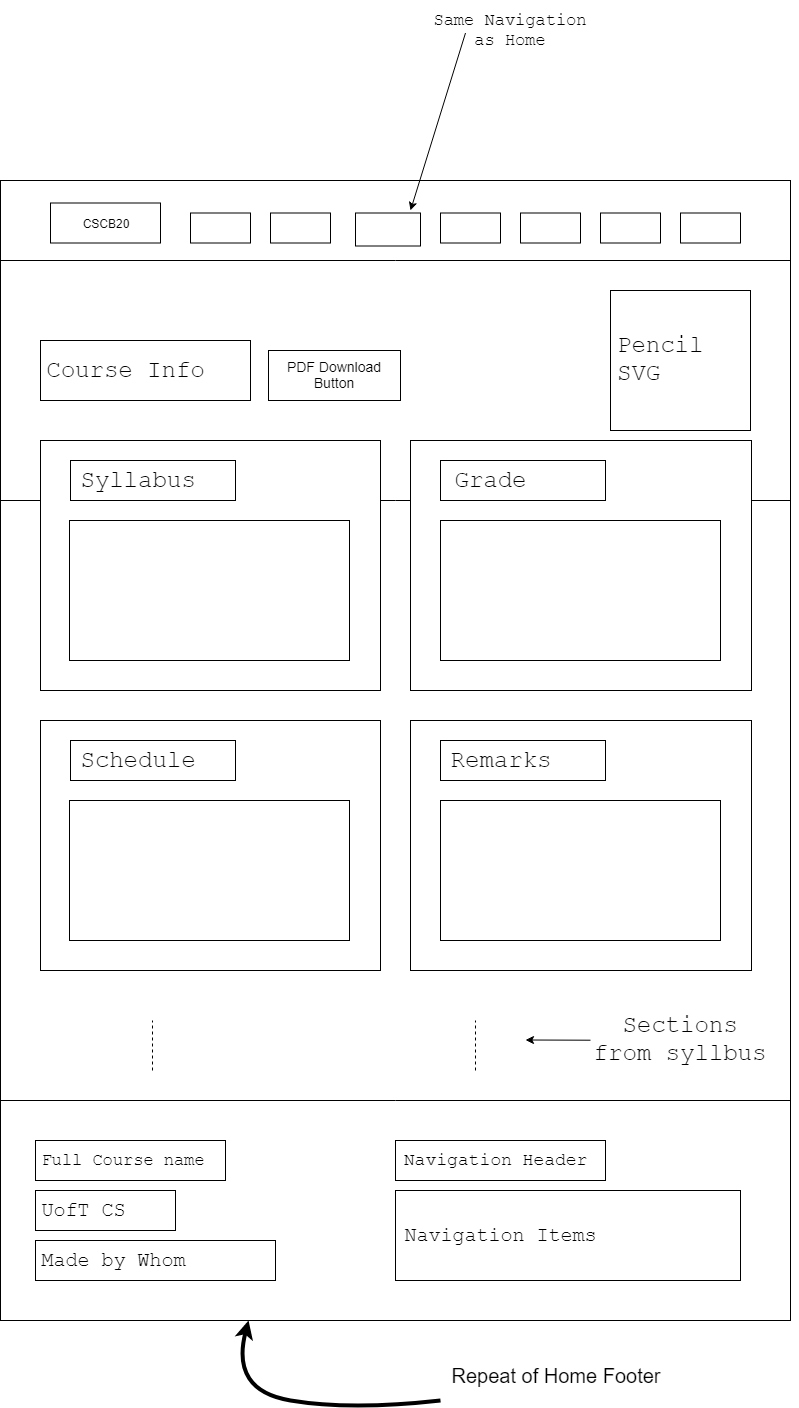 Same Navigation
as Home
CSCB20
Course Info
PDF Download
Button
Pencil
SVG
Syllabus
Grade
Schedule
Remarks
Sections
from syllbus
Full Course name
Navigation Header
UofT CS
Navigation Items
Made by Whom
Repeat of Home Footer